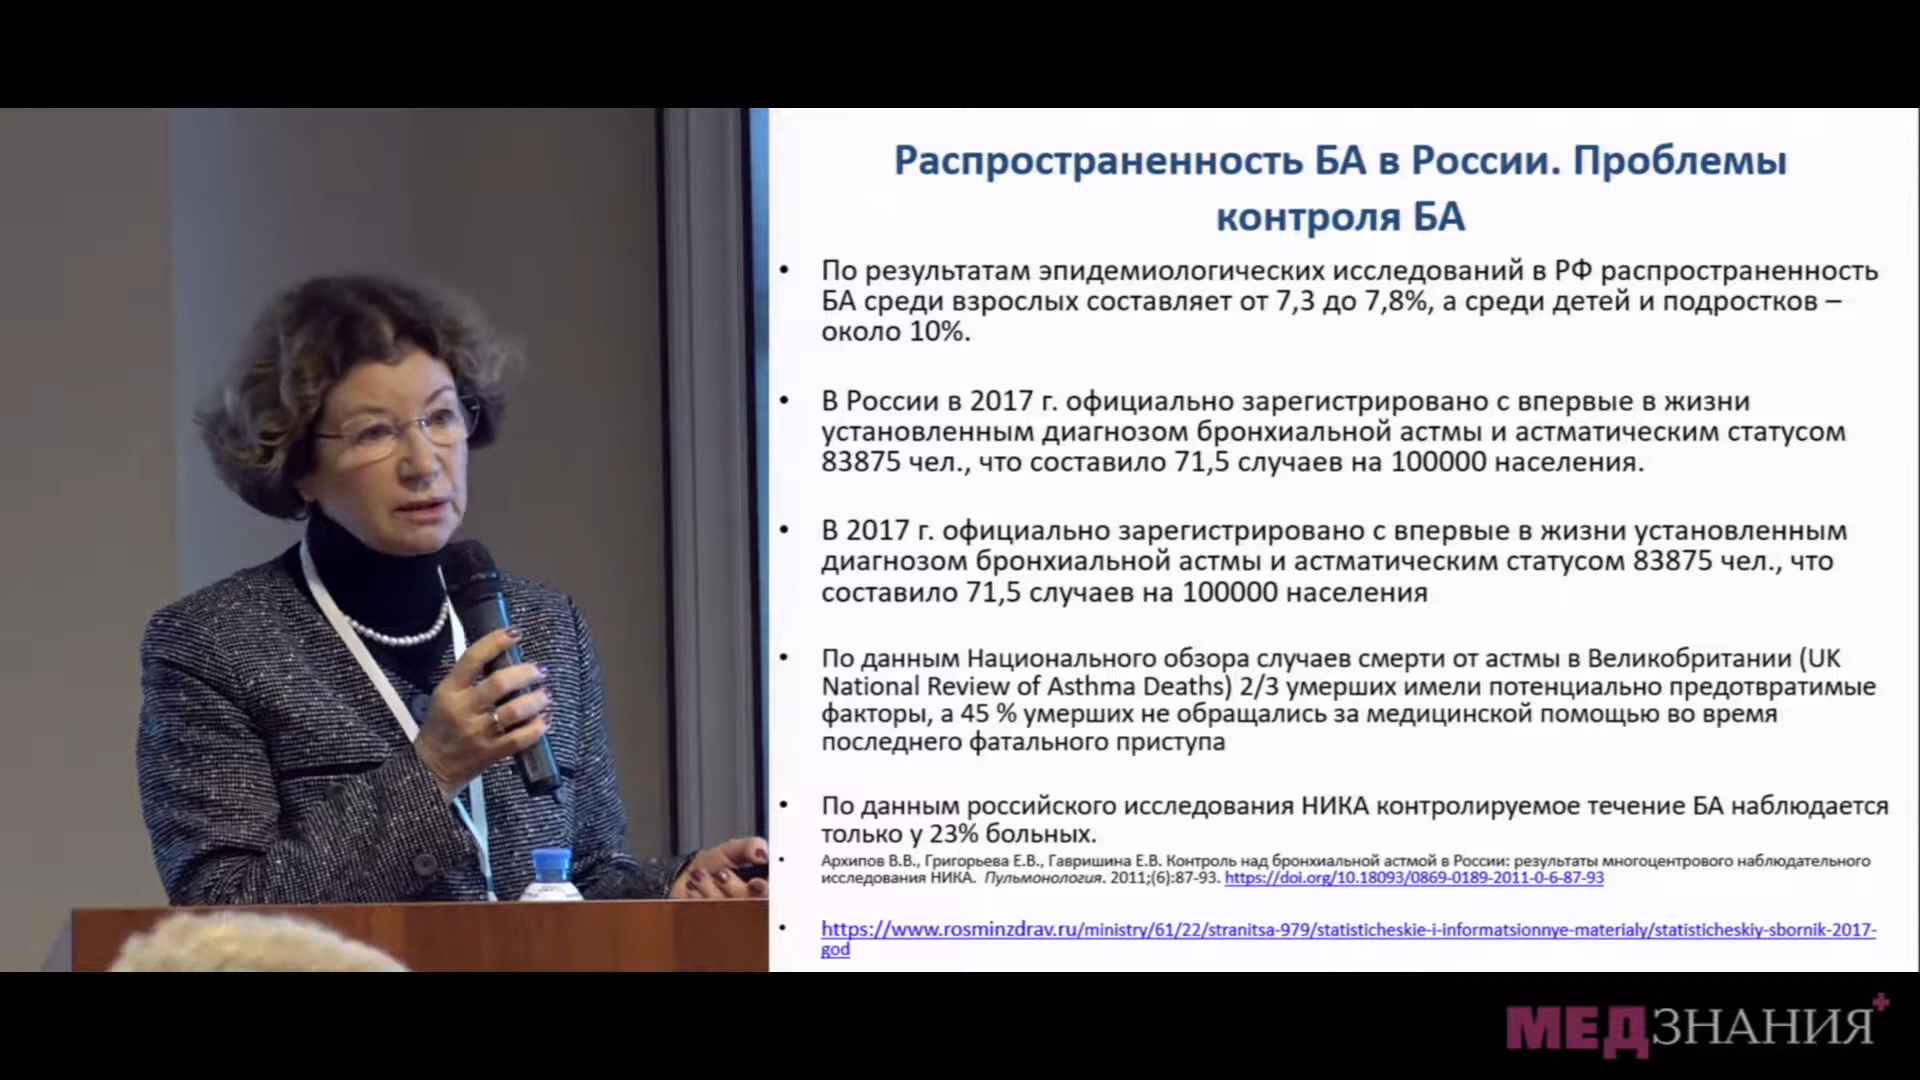 Распространенность БА в России. Проблемы
контроля БА
• По результатам эпидемиологических исследований в РФ распространенность
БА среди взрослых составляет от 7,3 до 7,8%, а среди детей и подростков –
около 10%.
• В России в 2017 г. официально зарегистрировано с впервые в жизни
установленным диагнозом бронхиальной астмы и астматическим статусом
83875 чел., что составило 71,5 случаев на 100000 населения.
• В 2017 г. официально зарегистрировано с впервые в жизни установленным
диагнозом бронхиальной астмы и астматическим статусом 83875 чел., что
составило 71,5 случаев на 100000 населения
• По данным Национального обзора случаев смерти от астмы в Великобритании (UK
National Review of Asthma Deaths) 2/3 умерших имели потенциально предотвратимые
факторы, а 45 % умерших не обращались за медицинской помощью во время
последнего фатального приступа
• По данным российского исследования НИКА контролируемое течение БА наблюдается
только у 23% больных.
• Архипов В.В., Григорьева Е.В., Гавришина Е.В. Контроль над бронхиальной астмой в России: результаты многоцентрового наблюдательного
исследования НИКА. Пульмонология. 2011;(6):87-93. https://doi.org/10.18093/0869-0189-2011-0-6-87-93
• https://www.rosminzdrav.ru/ministry/61/22/stranitsa-979/statisticheskie-i-informatsionnye-materialy/statisticheskiy-sbornik-2017-
god
МЕДЗНАНИЯ+